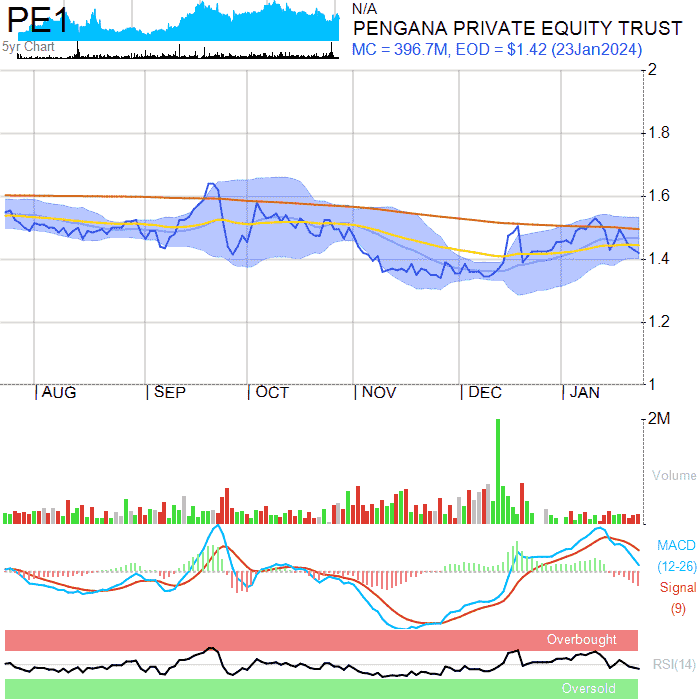 PE1
N/A
PENGANA PRIVATE EQUITY TRUST
5yr Chart
MC = 396.7M, EOD = $1.42 (23Jan2024)
2
1.8
1.6
1.4
1.2
1
AUG SEP OCT NOV DEC JAN
2M
Volume
MACD
(12-26)
Signal
(9)
Overbought
RSI(14)
Oversold